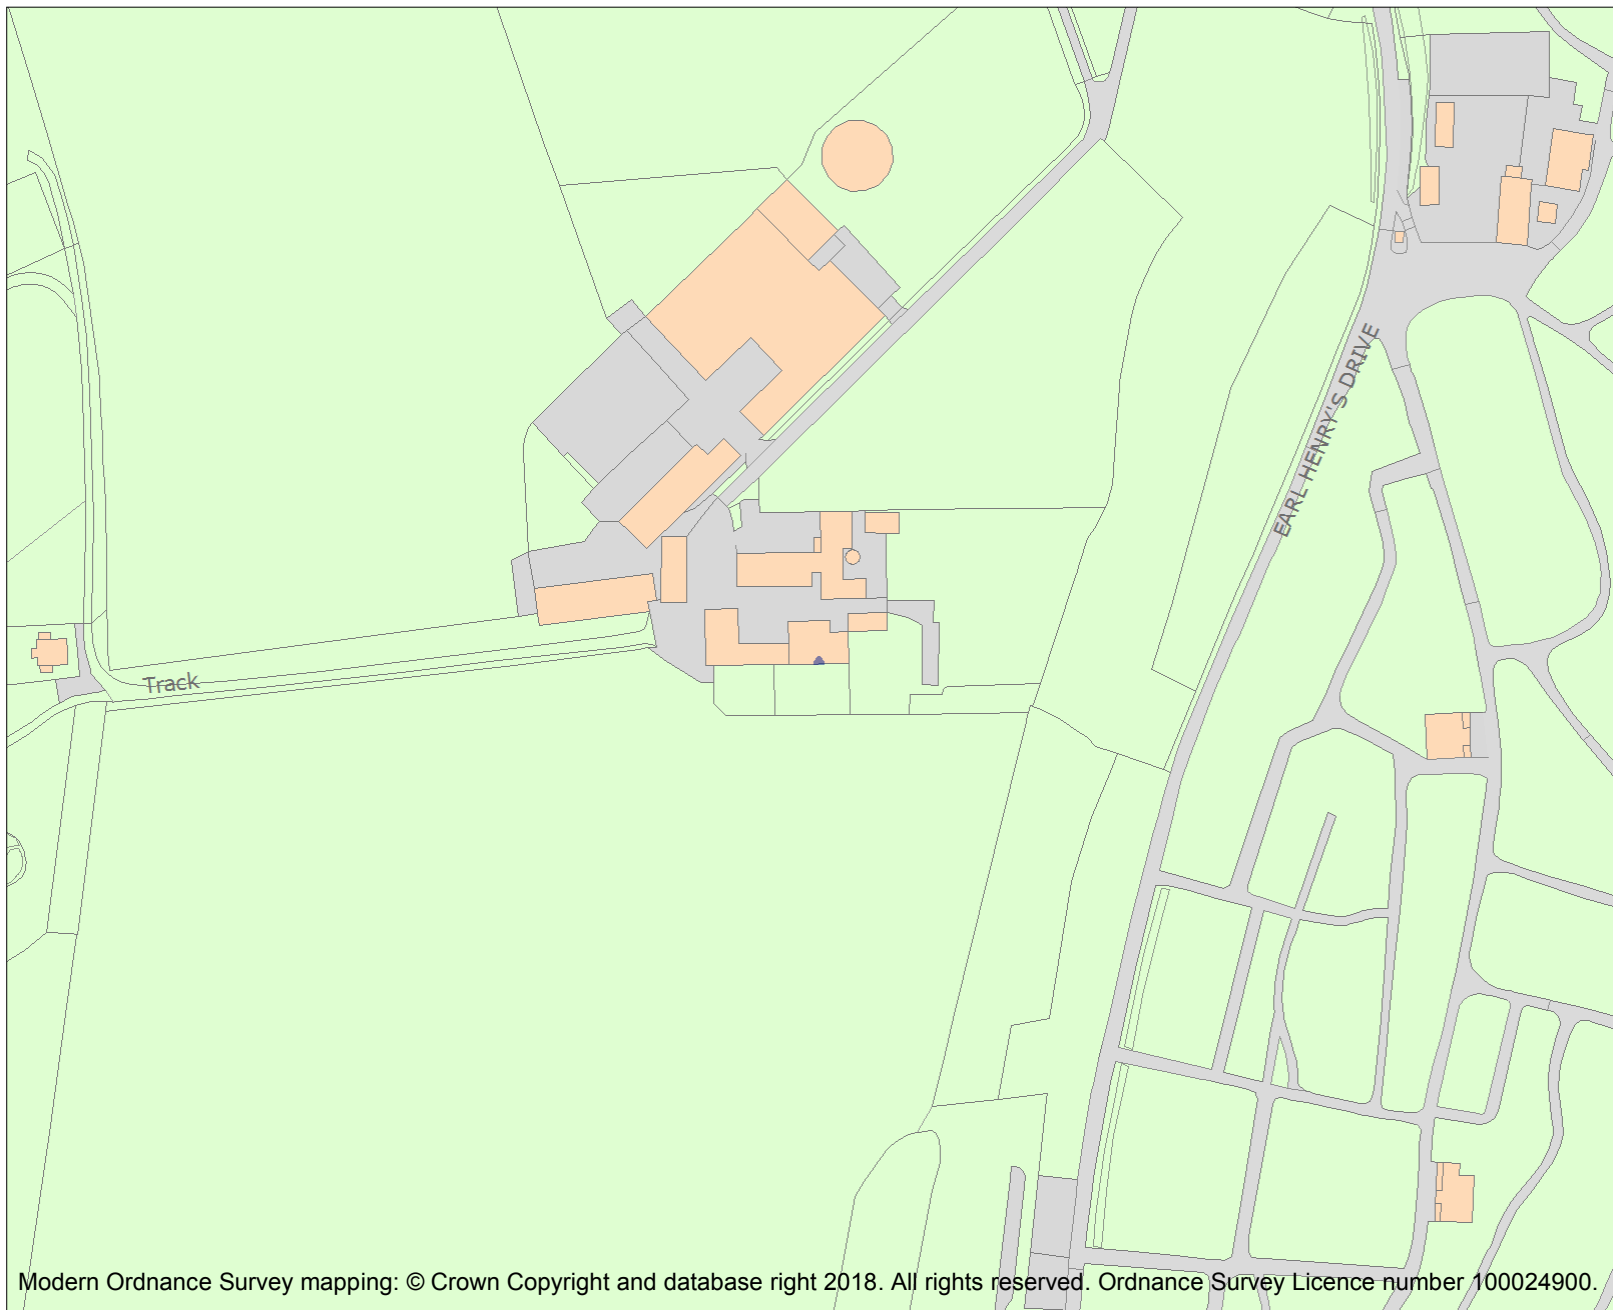 EARL HENRY'S DRIVE
Track
Modern Ordnance Survey mapping: © Crown Copyright and database right 2018. All rights reserved. Ordnance Survey Licence number 100024900.